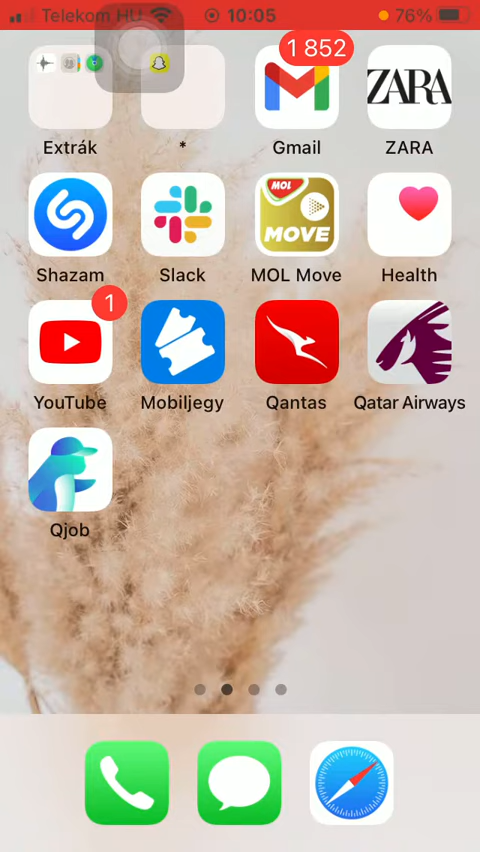 Telekom HU 10:05 76%
1 852
Extrák * Gmail ZARA
ZARA
MOL
MOVE
Shazam Slack MOL Move Health
1
YouTube Mobiljegy Qantas Qatar Airways
Qjob